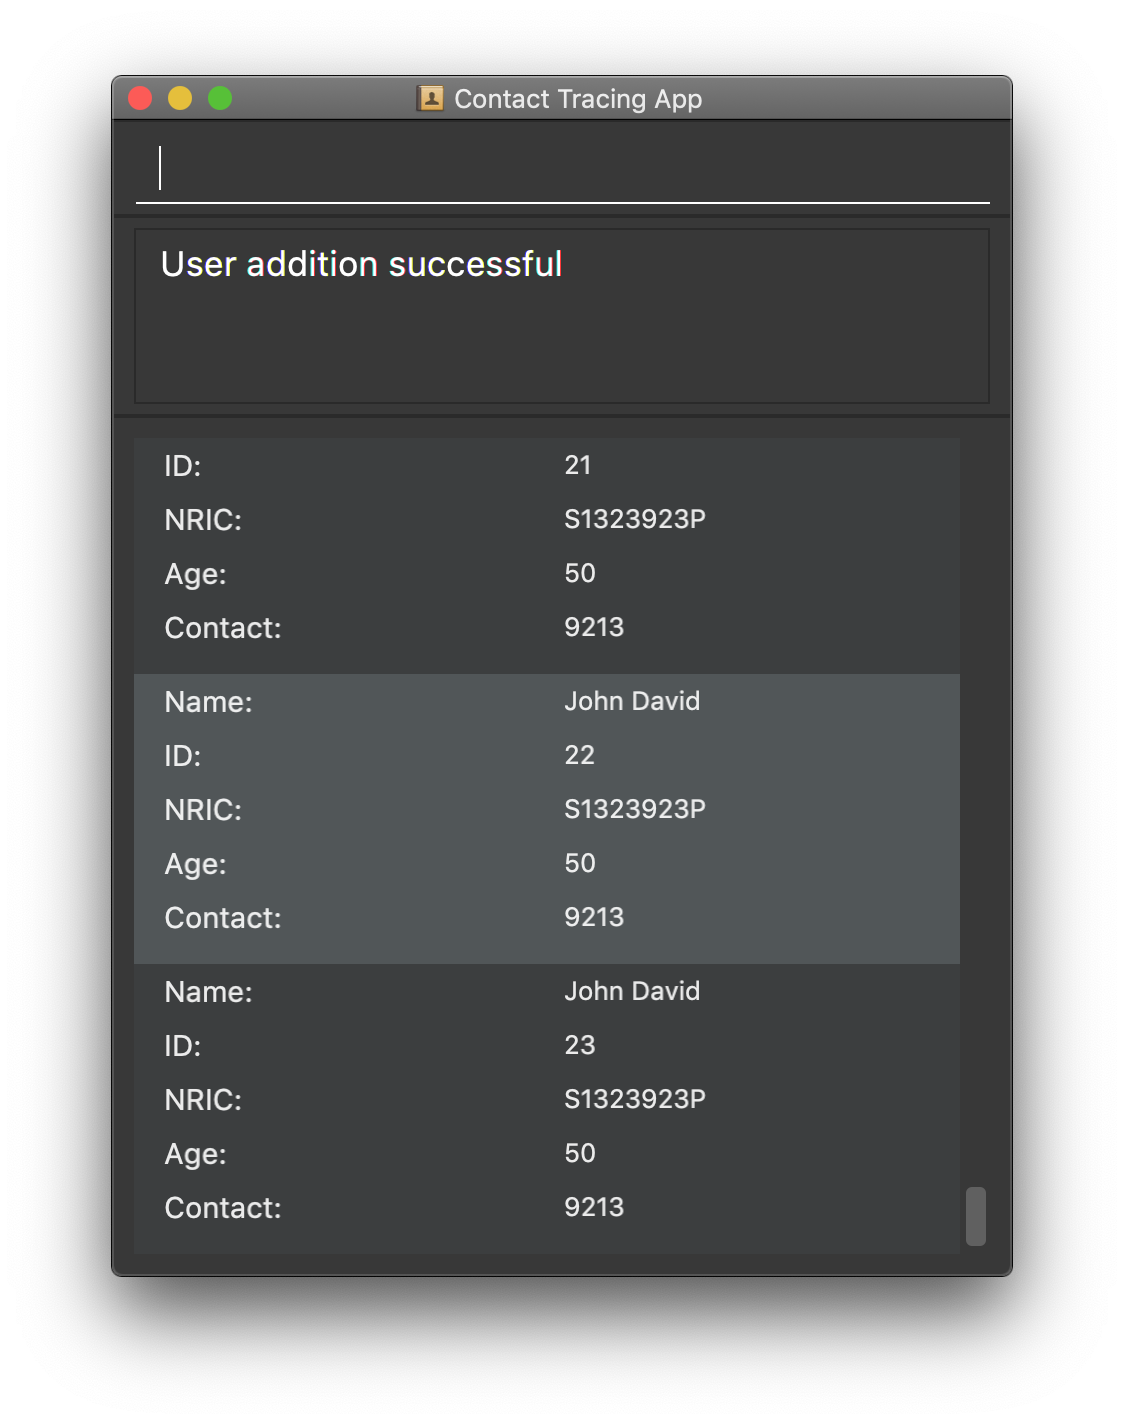 Contact Tracing App
User addition successful
ID: 21
NRIC: S1323923P
Age: 50
Contact: 9213
Name: John David
ID: 22
NRIC: S1323923P
Age: 50
Contact: 9213
Name: John David
ID: 23
NRIC: S1323923P
Age: 50
Contact: 9213